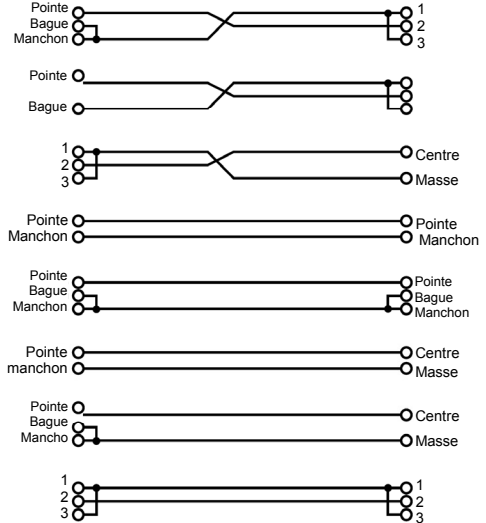 Pointe 1
Bague 2
Manchon 3
Pointe
Bague
1 Centre
2
3 Masse
Pointe Pointe
Manchon Manchon
Pointe Pointe
Bague Bague
Manchon Manchon
Pointe Centre
manchon Masse
Pointe Centre
Bague
Mancho Masse
1 1
2 2
3 3